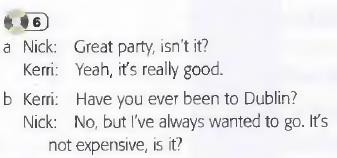 6
a Nick: Great party, isn't it?
Kerri: Yeah, it's really good.
b Kerri: Have you ever been to Dublin?
Nick: No, but I've always wanted to go. It's
not expensive, is it?